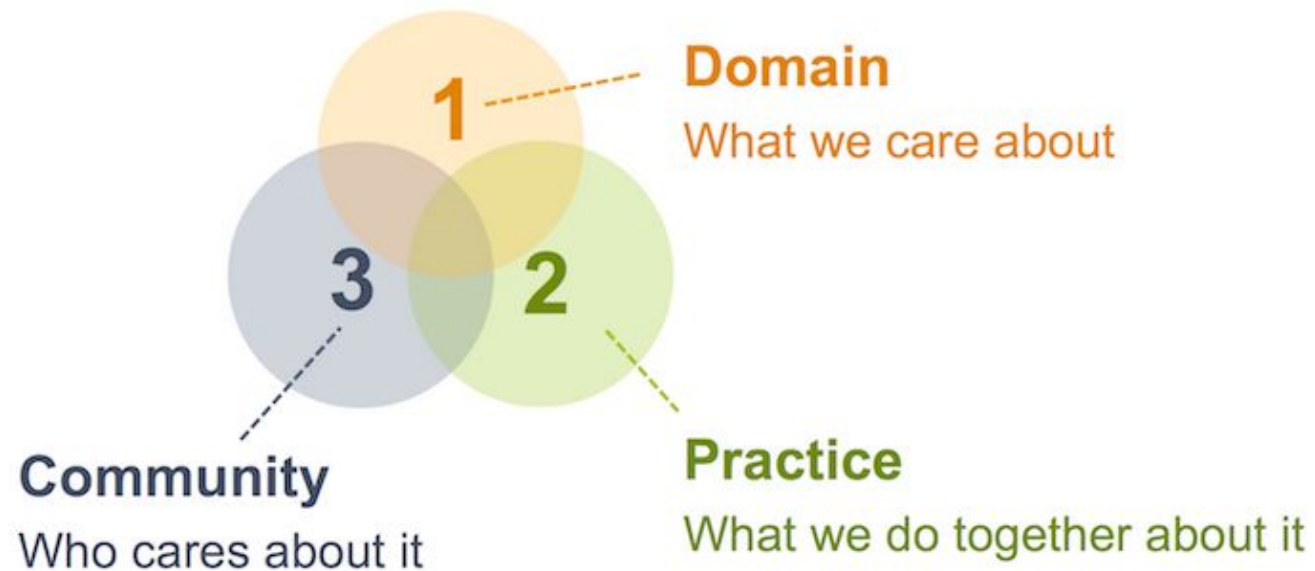 1
Domain
What we care about
3
2
Community
Who cares about it
Practice
What we do together about it